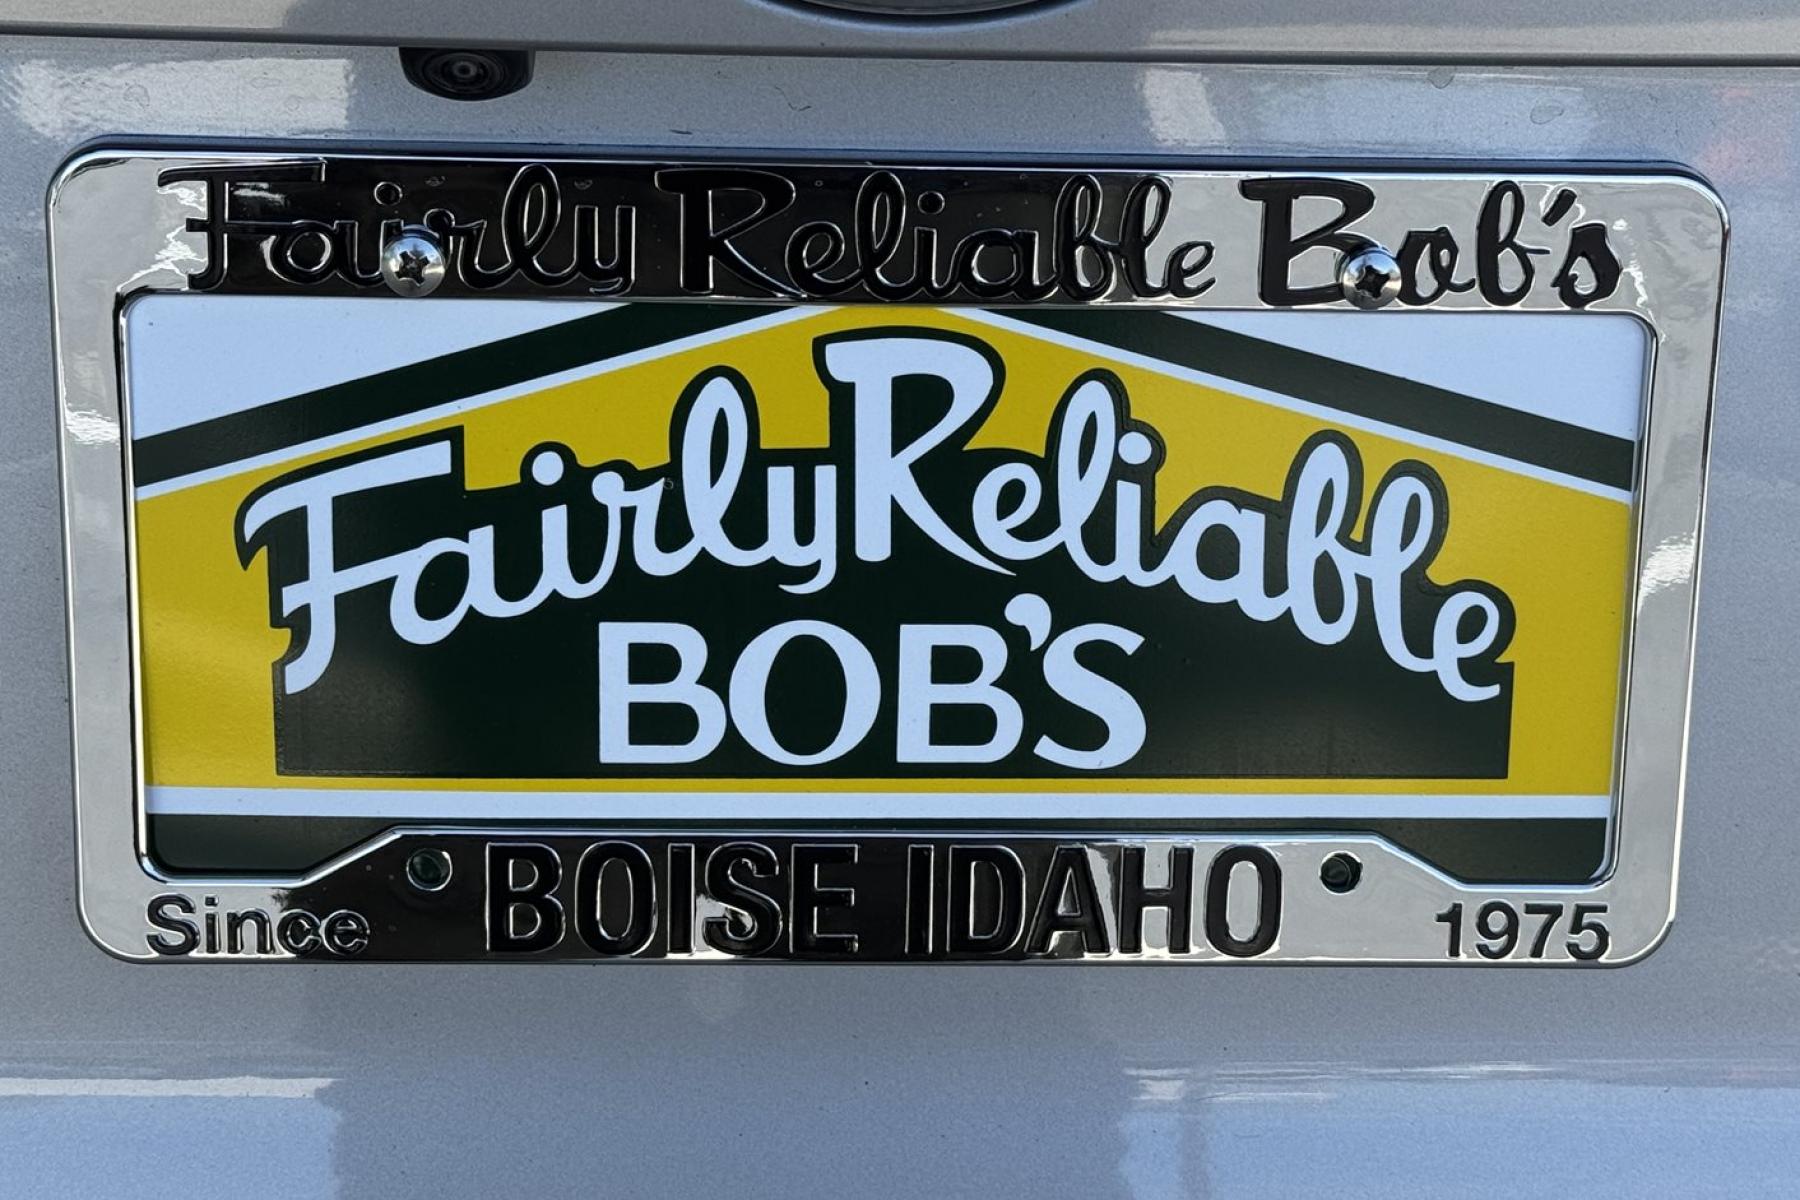 Fairly Reliable Bob's
Fairly Reliable
BOB'S
Since BOISE IDAHO 1975